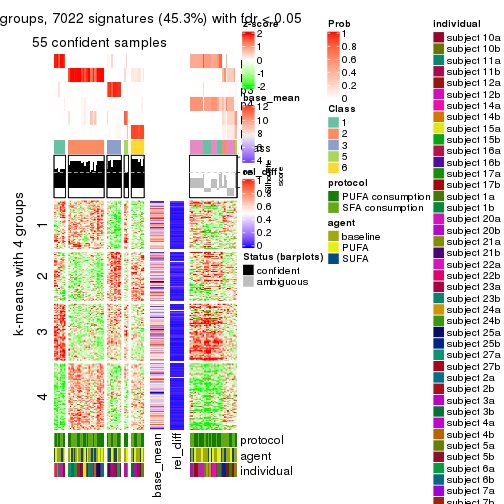 groups, 7022 signatures (45.3%) with fdr < 0.05
55 confident samples
k-means with 4 groups
1
2
3
4
base_mean
rel_diff
protocol
agent
individual
z-score
2
1
0
-1
-2
base_mean
12
10
8
6
4
rel_diff
1
0.8
0.6
0.4
0.2
0
Silhouette
score
Status (barplots)
confident
ambiguous
Prob
1
0.8
0.6
0.4
0.2
0
Class
1
2
3
5
6
protocol
PUFA consumption
SFA consumption
agent
baseline
PUFA
SUFA
individual
subject 10a
subject 10b
subject 11a
subject 11b
subject 12a
subject 12b
subject 14a
subject 14b
subject 15a
subject 15b
subject 16a
subject 16b
subject 17a
subject 17b
subject 1a
subject 1b
subject 20a
subject 20b
subject 21a
subject 21b
subject 22a
subject 22b
subject 23a
subject 23b
subject 24a
subject 24b
subject 25a
subject 25b
subject 27a
subject 27b
subject 2a
subject 2b
subject 3a
subject 3b
subject 4a
subject 4b
subject 5a
subject 5b
subject 6a
subject 6b
subject 7a
subject 7b